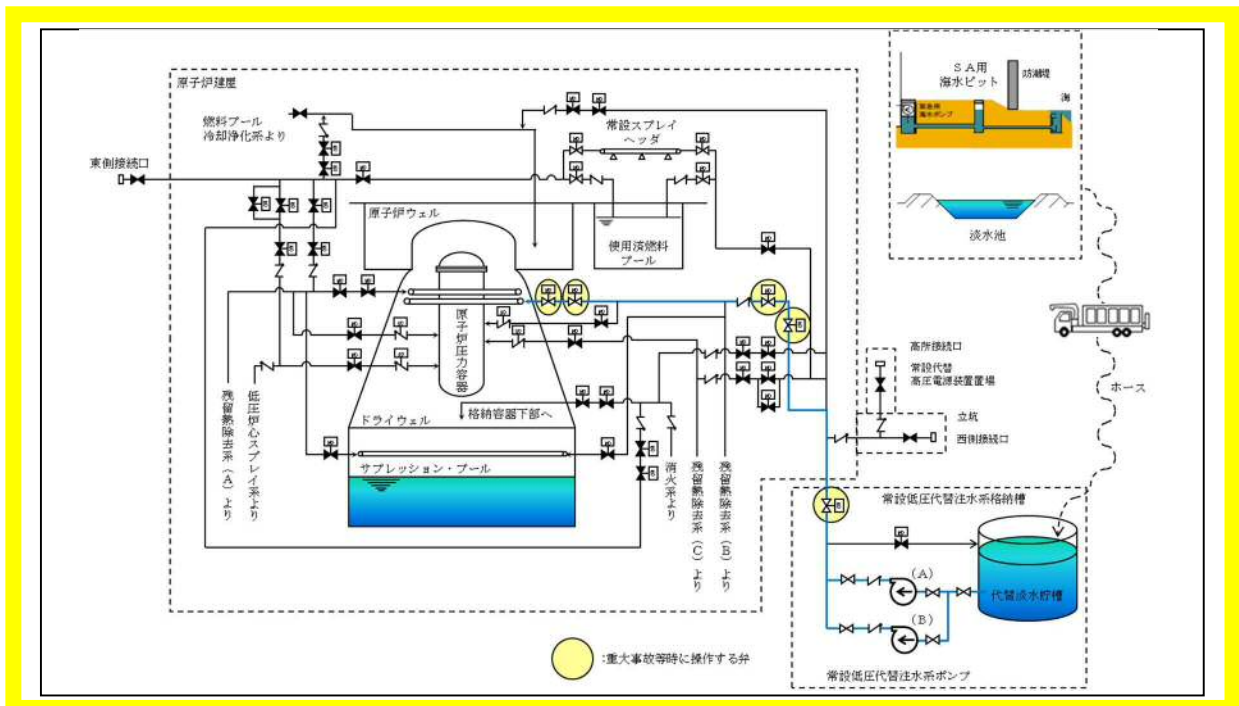 原子炉建屋
燃料プール
冷却浄化系より
東側接続口
常設スプレイ
ヘッダ
SA用
海水ピット
防潮堤
海
緊急用
海水ポンプ
淡水池
原子炉ウェル
使用済燃料
プール
原子炉圧力容器
ドライウェル
格納容器下部へ
サプレッション・プール
残留熱除去系(A)より
低圧炉心スプレイ系より
消火系より
残留熱除去系(C)より
残留熱除去系(B)より
高所接続口
常設代替
高圧電源装置置場
立坑
西側接続口
ホース
常設低圧代替注水系格納槽
(A)
(B)
代替淡水貯槽
常設低圧代替注水系ポンプ
:重大事故等時に操作する弁